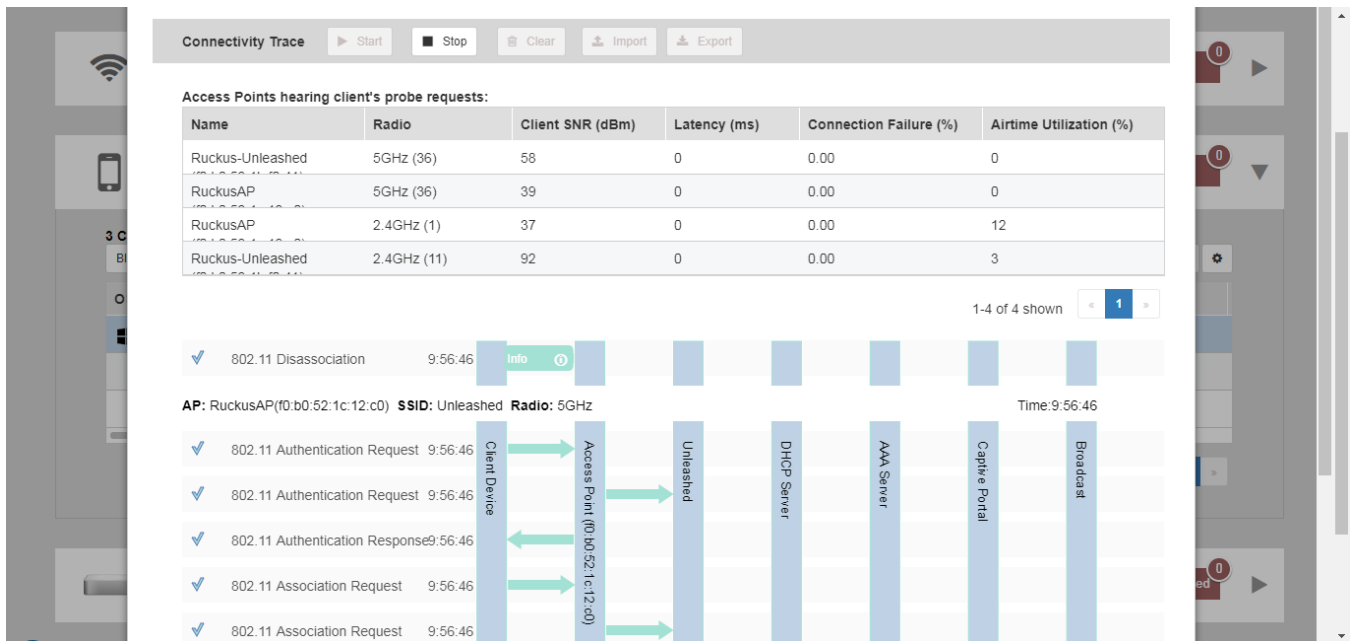 Connectivity Trace Start Stop Clear Import Export
Access Points hearing client's probe requests:
Name Radio Client SNR (dBm) Latency (ms) Connection Failure (%) Airtime Utilization (%)
Ruckus-Unleashed 5GHz (36) 58 0 0.00 0
RuckusAP 5GHz (36) 39 0 0.00 0
RuckusAP 2.4GHz (1) 37 0 0.00 12
Ruckus-Unleashed 2.4GHz (11) 92 0 0.00 3
1-4 of 4 shown « 1 »
802.11 Disassociation 9:56:46 Info
AP: RuckusAP(f0:b0:52:1c:12:c0) SSID: Unleashed Radio: 5GHz Time:9:56:46
802.11 Authentication Request 9:56:46
802.11 Authentication Request 9:56:46
802.11 Authentication Response9:56:46
802.11 Association Request 9:56:46
802.11 Association Request 9:56:46
Client Device
Access Point (f0:b0:52:1c:12:c0)
Unleashed
DHCP Server
AAA Server
Captive Portal
Broadcast
0
0
3 C
0